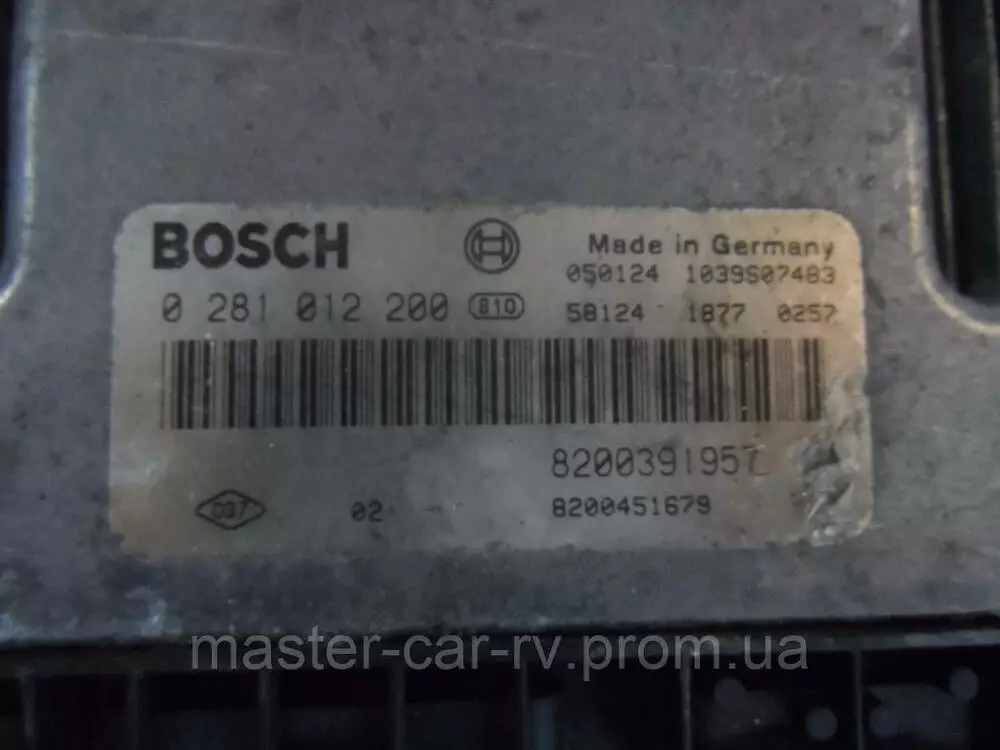 BOSCH Made in Germany
050124 1039S07483
0 281 012 200 810 58124 1877 0257
8200391957
037 02 8200451679
master-car-rv.prom.ua